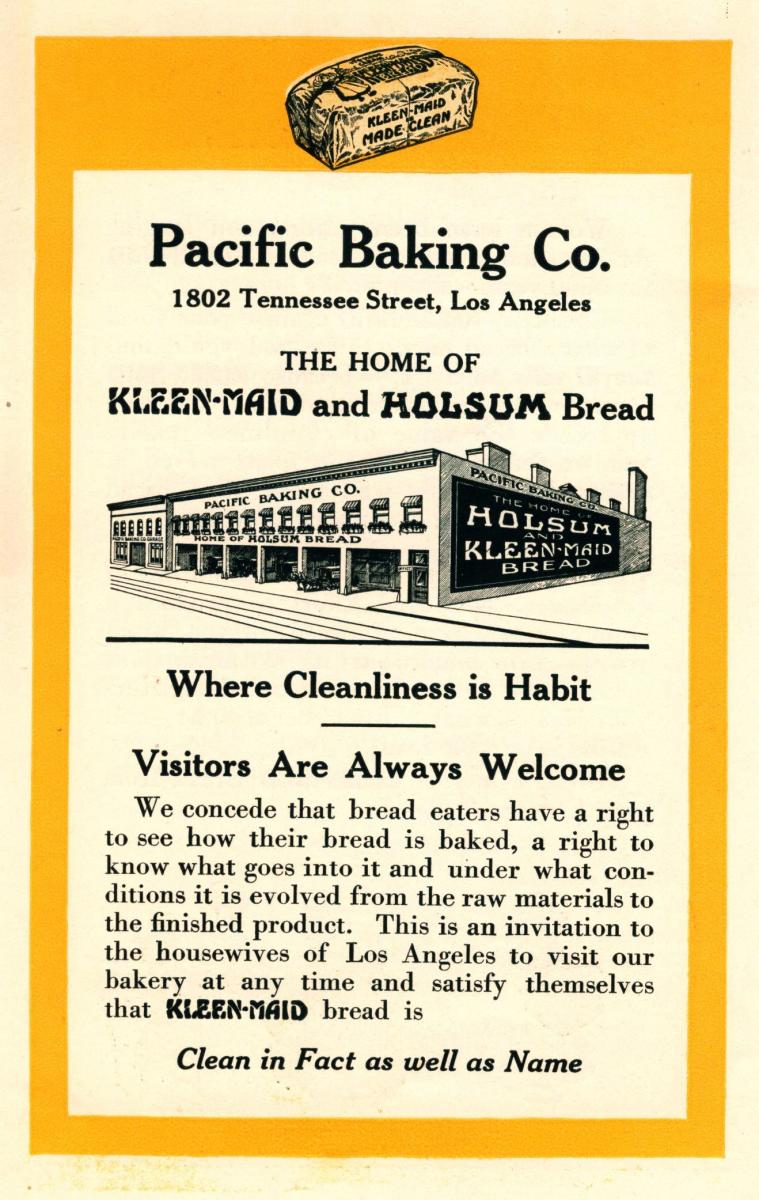 KLEEN-MAID
MADE CLEAN
Pacific Baking Co.
1802 Tennessee Street, Los Angeles
THE HOME OF
KLEEN-MAID and HOLSUM Bread
PACIFIC BAKING CO.
HOME OF HOLSUM BREAD
PACIFIC BAKING CO. GARAGE
PACIFIC BAKING CO.
THE HOME OF
HOLSUM
AND
KLEEN-MAID
BREAD
Where Cleanliness is Habit
Visitors Are Always Welcome
We concede that bread eaters have a right
to see how their bread is baked, a right to
know what goes into it and under what con-
ditions it is evolved from the raw materials to
the finished product. This is an invitation to
the housewives of Los Angeles to visit our
bakery at any time and satisfy themselves
that KLEEN-MAID bread is
Clean in Fact as well as Name